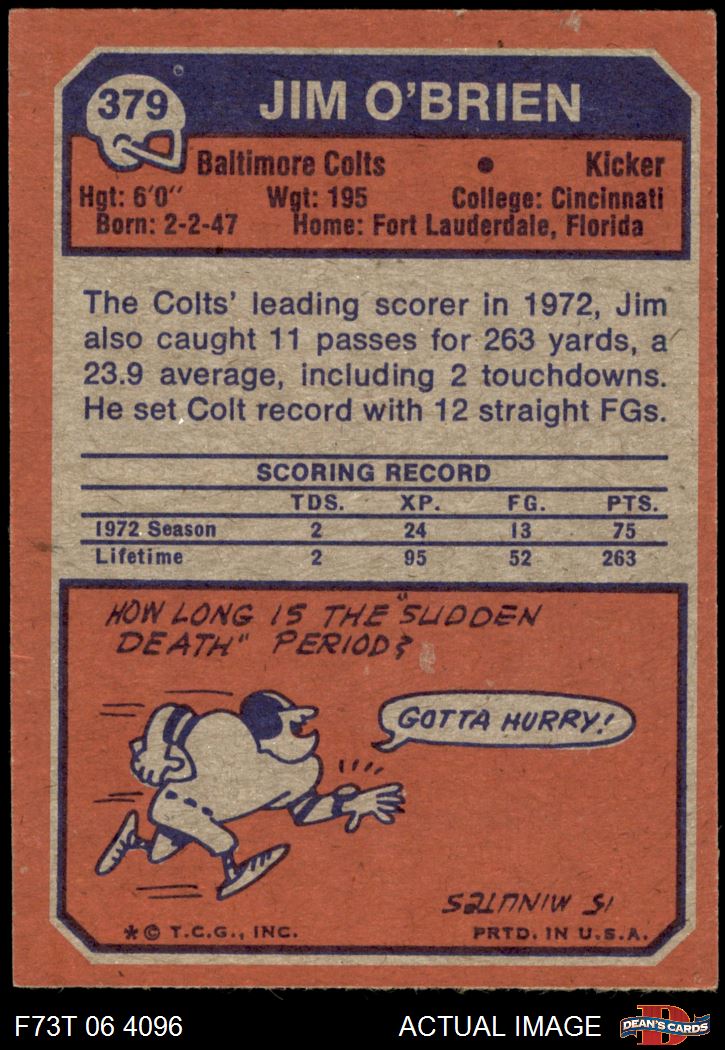 379
JIM O'BRIEN
Baltimore Colts • Kicker
Hgt: 6'0" Wgt: 195 College: Cincinnati
Born: 2-2-47 Home: Fort Lauderdale, Florida
The Colts' leading scorer in 1972, Jim
also caught 11 passes for 263 yards, a
23.9 average, including 2 touchdowns.
He set Colt record with 12 straight FGs.
SCORING RECORD
TDS. XP. FG. PTS.
1972 Season 2 24 13 75
Lifetime 2 95 52 263
HOW LONG IS THE "SUDDEN
DEATH" PERIOD?
GOTTA HURRY!
15 MINUTES
*© T.C.G., INC. PRTD. IN U.S.A.
F73T 06 4096 ACTUAL IMAGE
D
DEAN'S CARDS